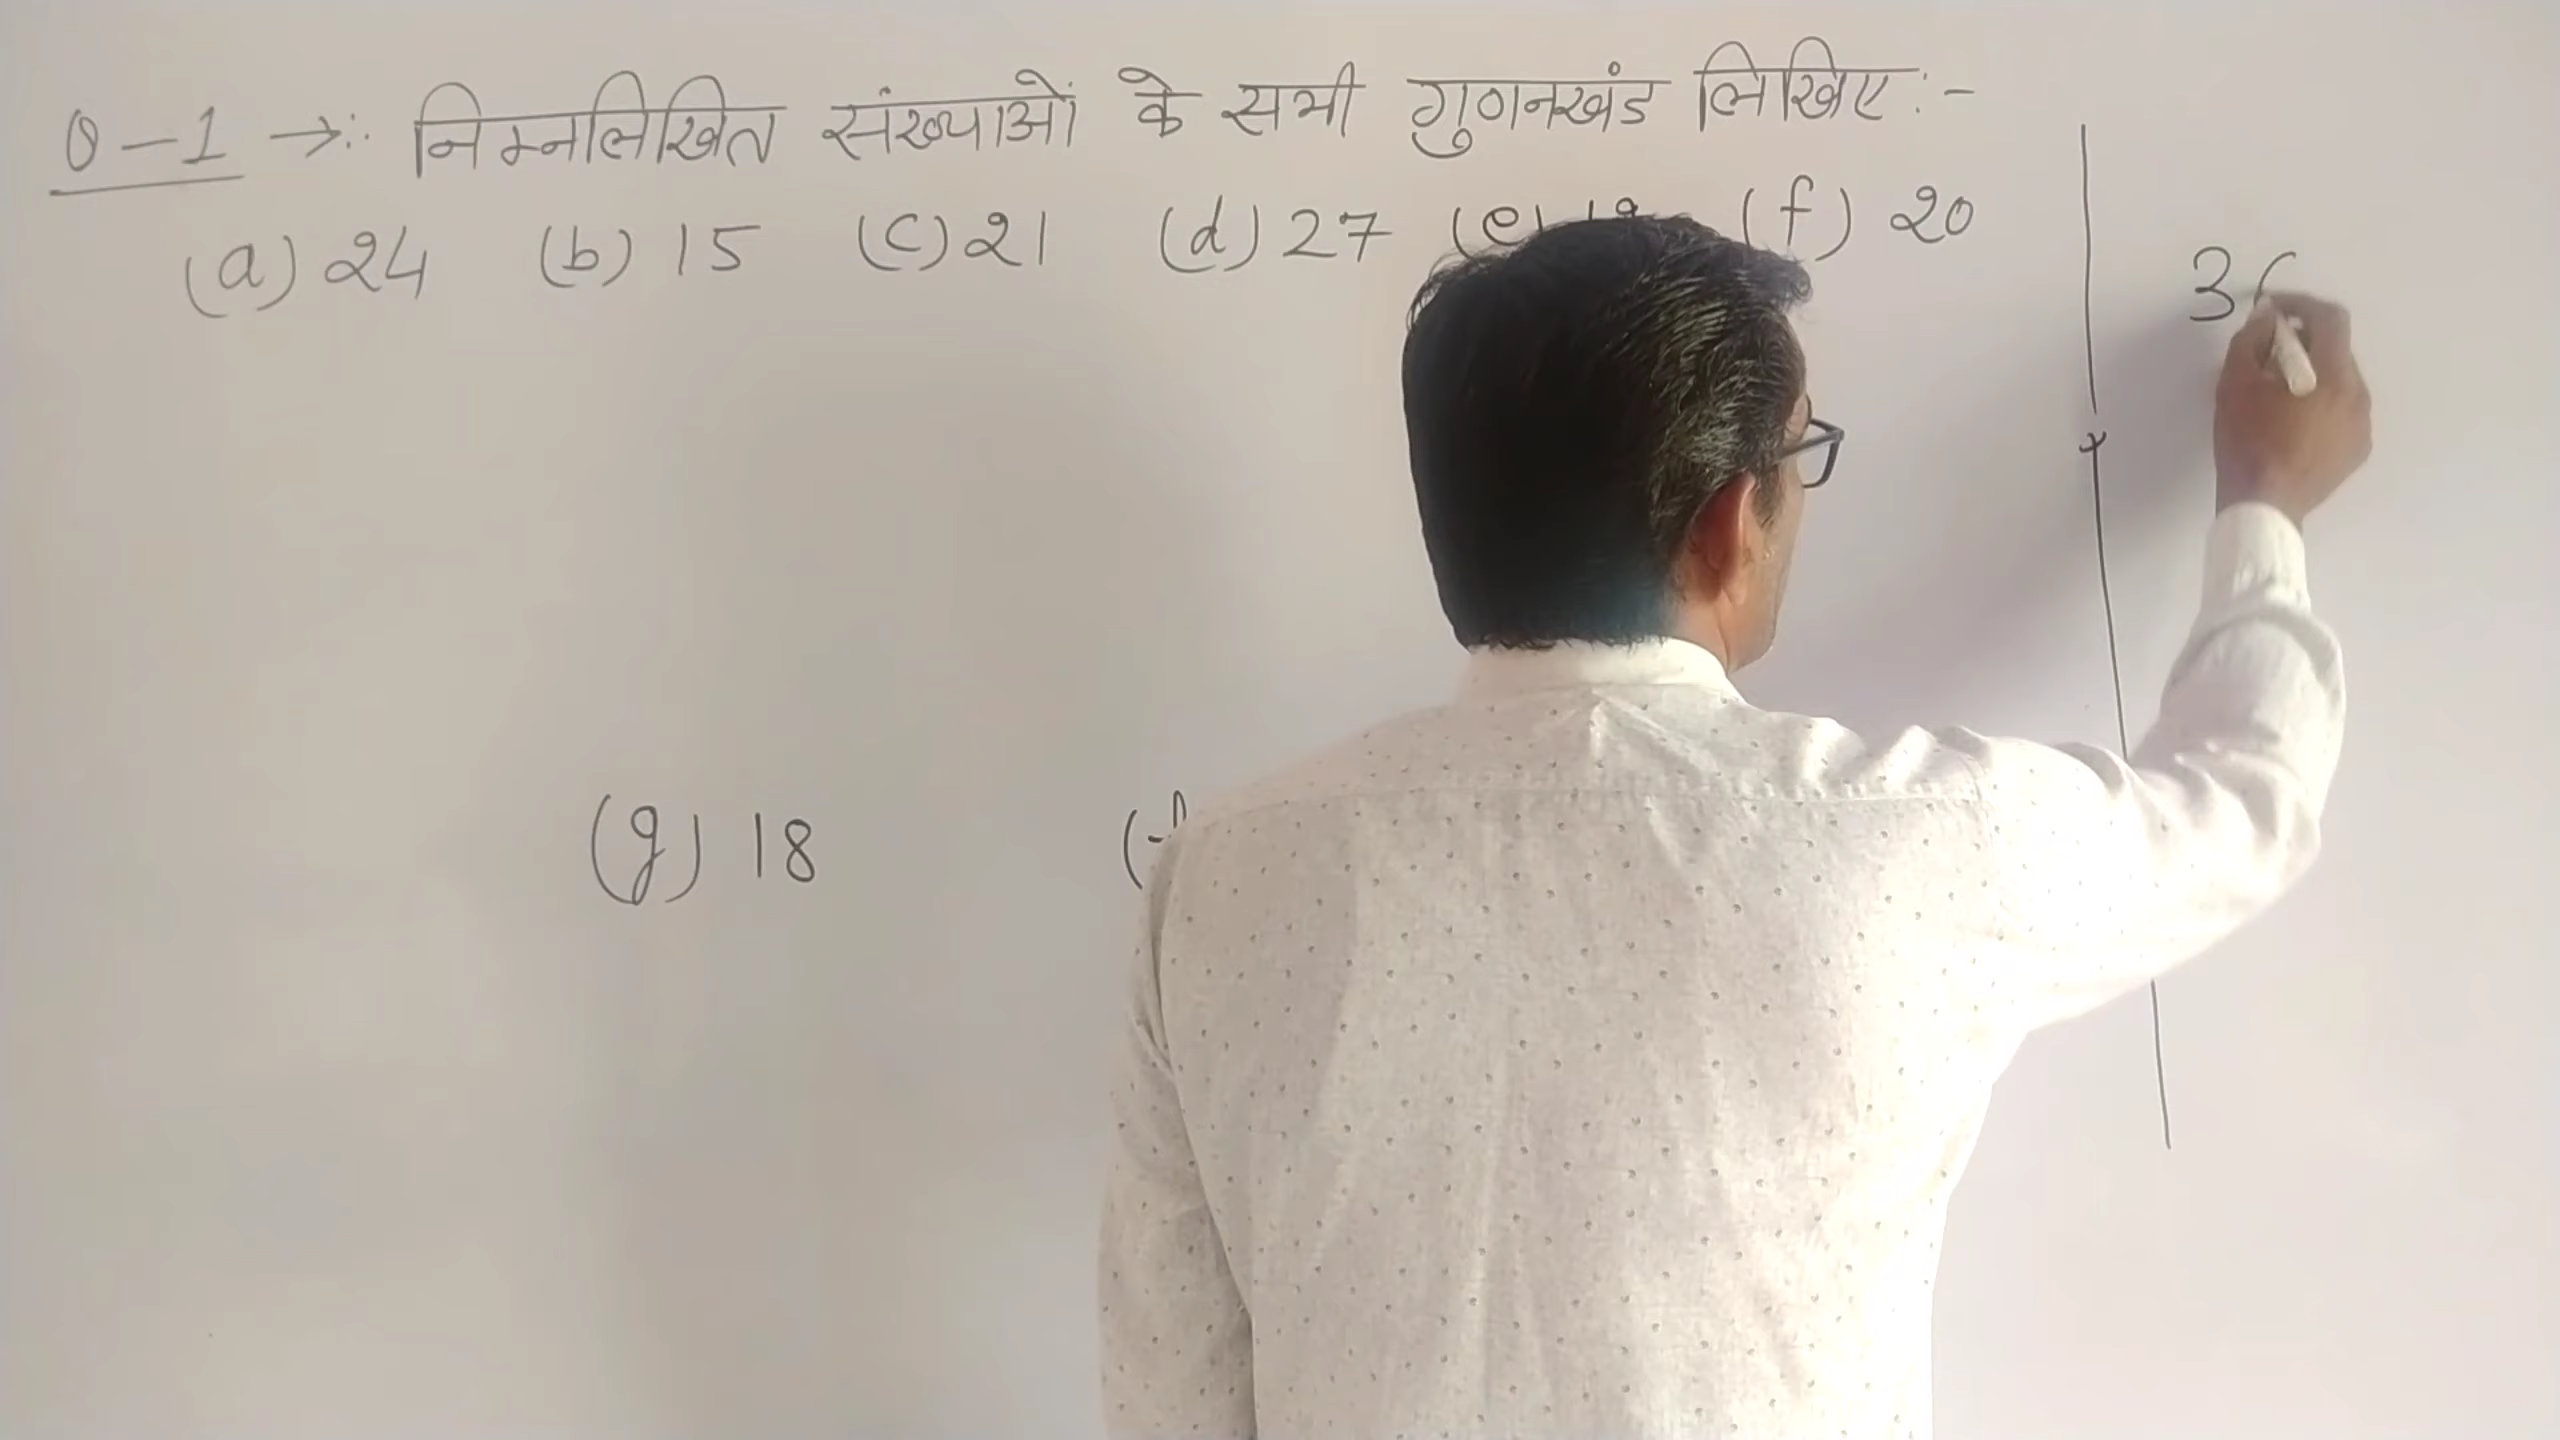 Q-1 →:. निम्नलिखित संख्याओं के सभी गुणनखंड लिखिए:-
(a) 24 (b) 15 (c) 21 (d) 27 (e) (f) 20
3
(g) 18